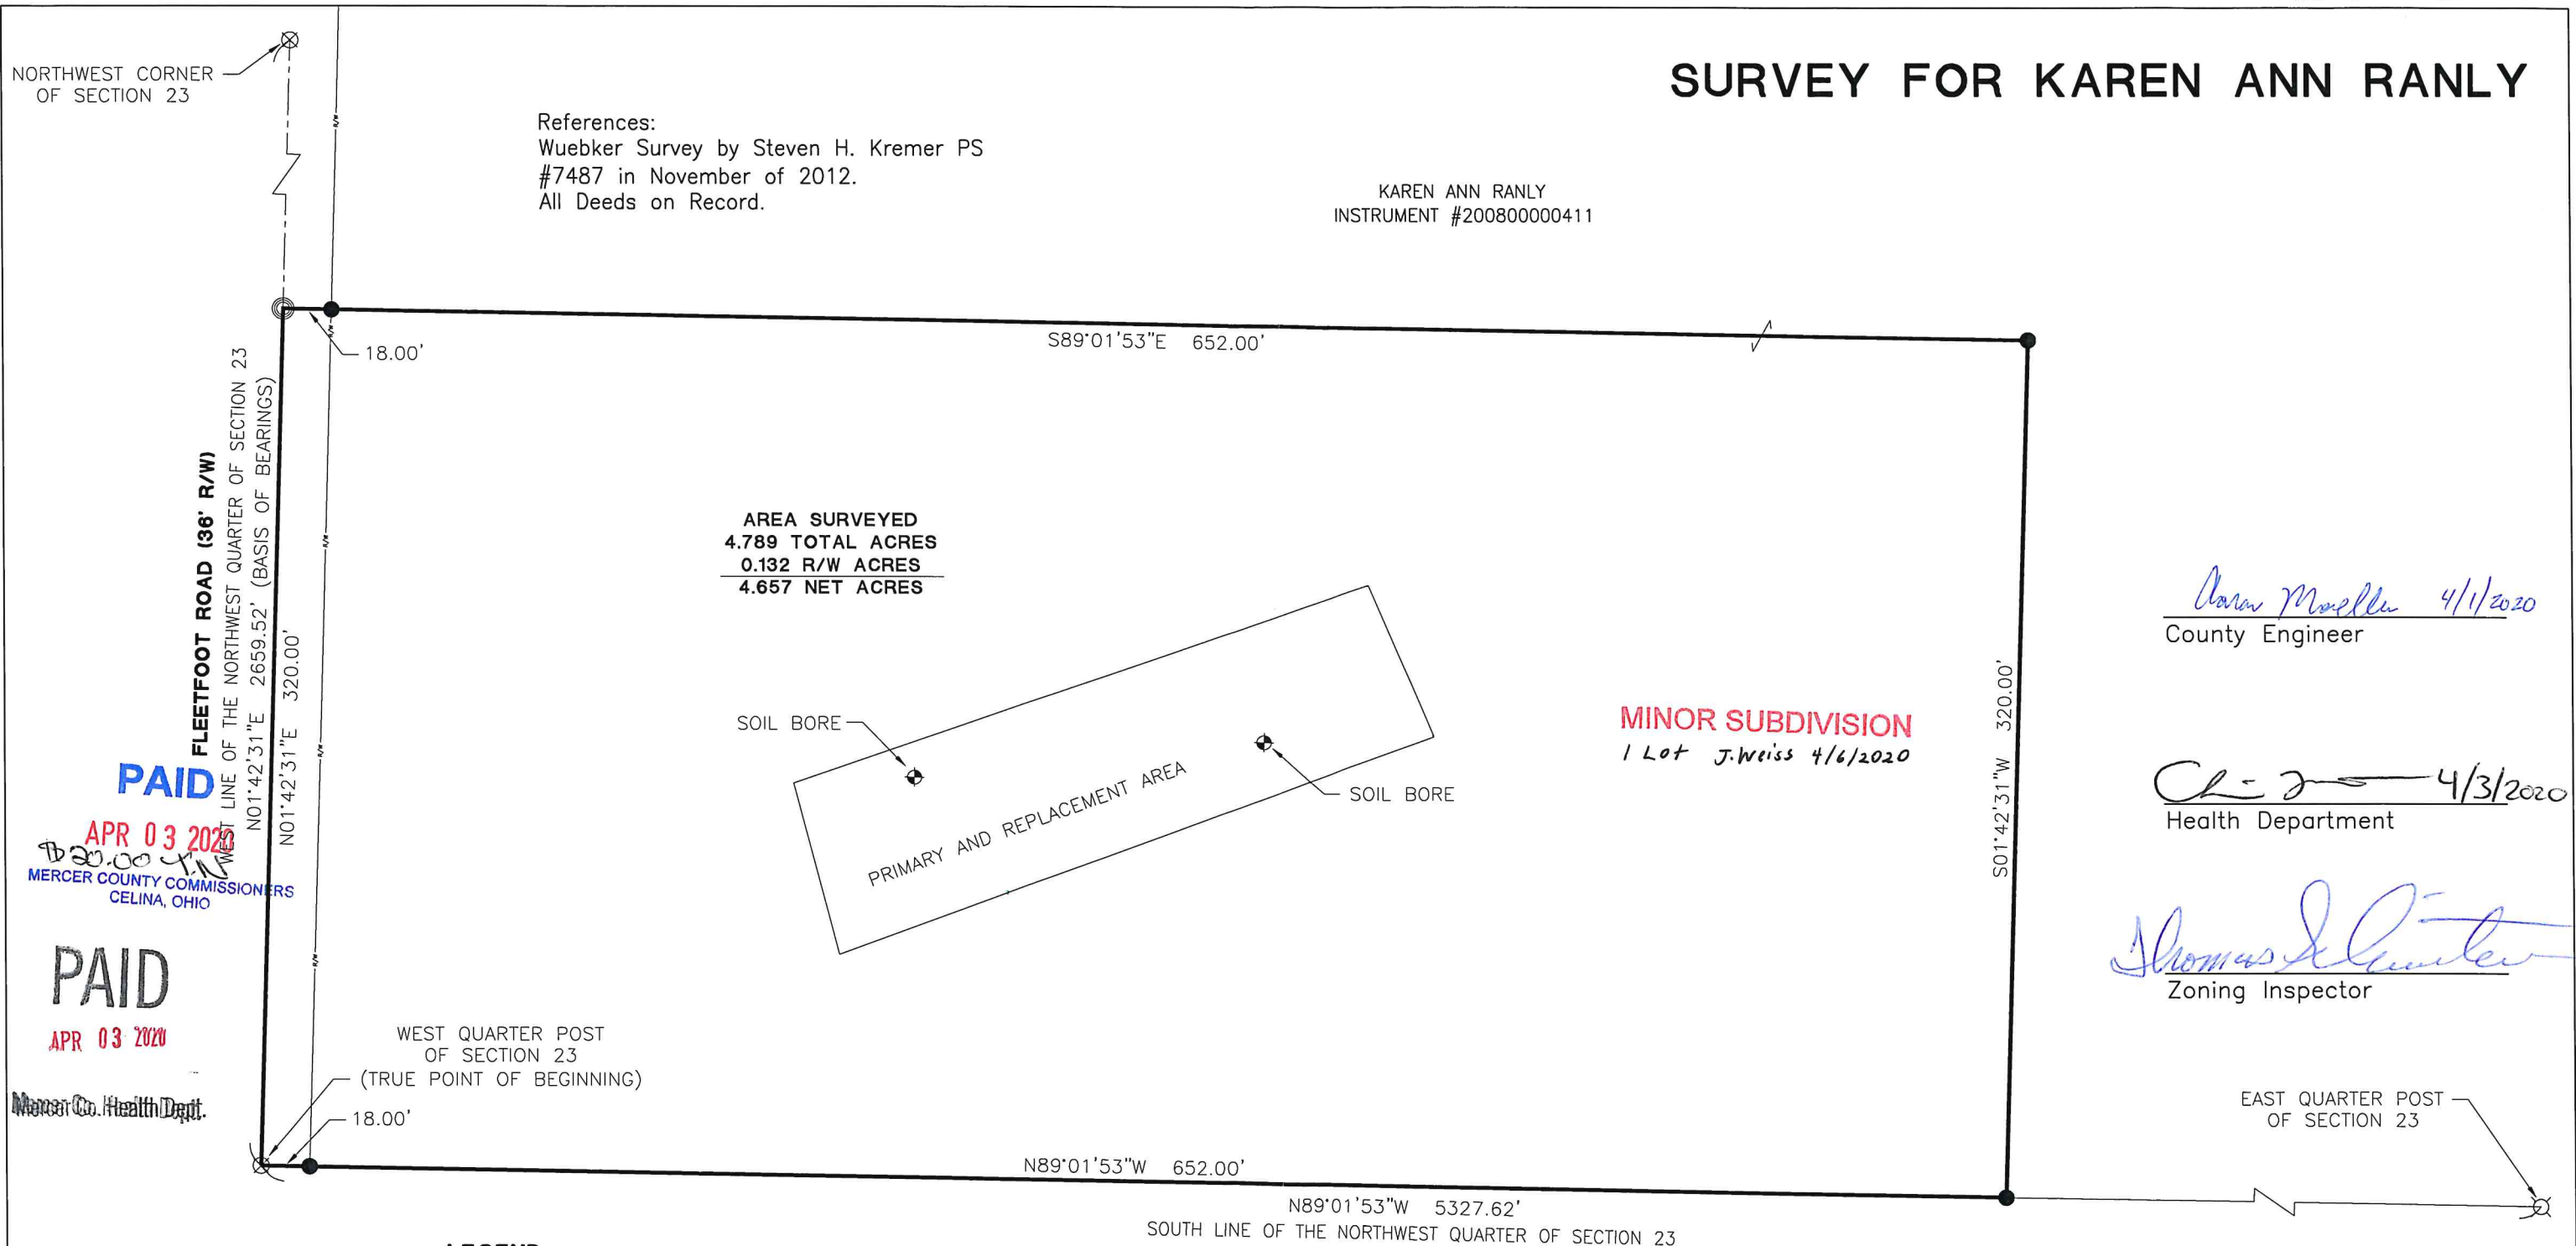 SURVEY FOR KAREN ANN RANLY
NORTHWEST CORNER
OF SECTION 23
References:
Wuebker Survey by Steven H. Kremer PS
#7487 in November of 2012.
All Deeds on Record.
KAREN ANN RANLY
INSTRUMENT #200800000411
R/W
18.00'
S89°01'53"E 652.00'
R/W
FLEETFOOT ROAD (36' R/W)
WEST LINE OF THE NORTHWEST QUARTER OF SECTION 23
N01°42'31"E 2659.52' (BASIS OF BEARINGS)
N01°42'31"E 320.00'
R/W
R/W
R/W
AREA SURVEYED
4.789 TOTAL ACRES
0.132 R/W ACRES
4.657 NET ACRES
SOIL BORE
SOIL BORE
PRIMARY AND REPLACEMENT AREA
MINOR SUBDIVISION
1 Lot J.Weiss 4/6/2020
S01°42'31"W 320.00'
4/1/2020
County Engineer
4/3/2020
Health Department
Thomas
Zoning Inspector
PAID
APR 03 2020
$20.00
MERCER COUNTY COMMISSIONERS
CELINA, OHIO
PAID
APR 03 2020
Mercer Co. Health Dept.
WEST QUARTER POST
OF SECTION 23
(TRUE POINT OF BEGINNING)
18.00'
N89°01'53"W 652.00'
N89°01'53"W 5327.62'
SOUTH LINE OF THE NORTHWEST QUARTER OF SECTION 23
EAST QUARTER POST
OF SECTION 23